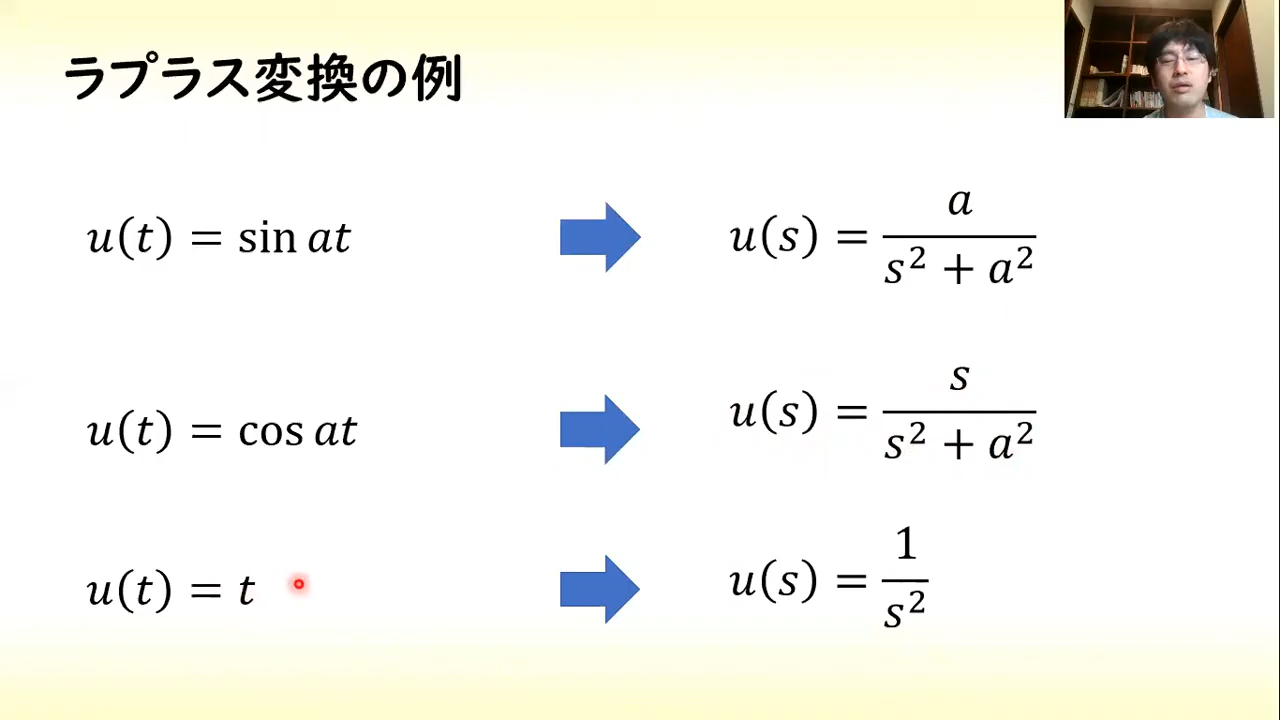 ラプラス変換の例
u(t) = sin at
u(s) = a / (s² + a²)
u(t) = cos at
u(s) = s / (s² + a²)
u(t) = t
u(s) = 1 / s²